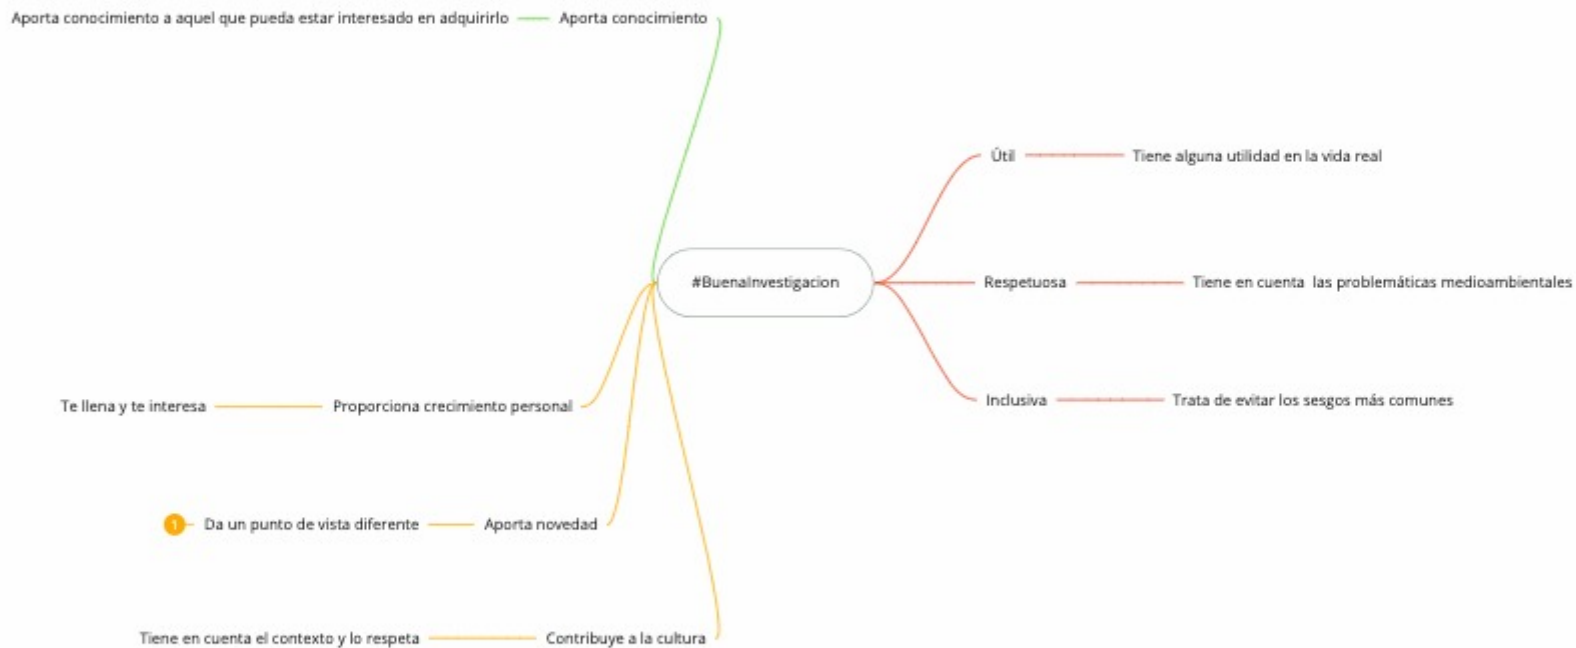 Aporta conocimiento a aquel que pueda estar interesado en adquirirlo
Aporta conocimiento
Útil
Tiene alguna utilidad en la vida real
#BuenaInvestigacion
Respetuosa
Tiene en cuenta las problemáticas medioambientales
Inclusiva
Trata de evitar los sesgos más comunes
Te llena y te interesa
Proporciona crecimiento personal
1
Da un punto de vista diferente
Aporta novedad
Tiene en cuenta el contexto y lo respeta
Contribuye a la cultura